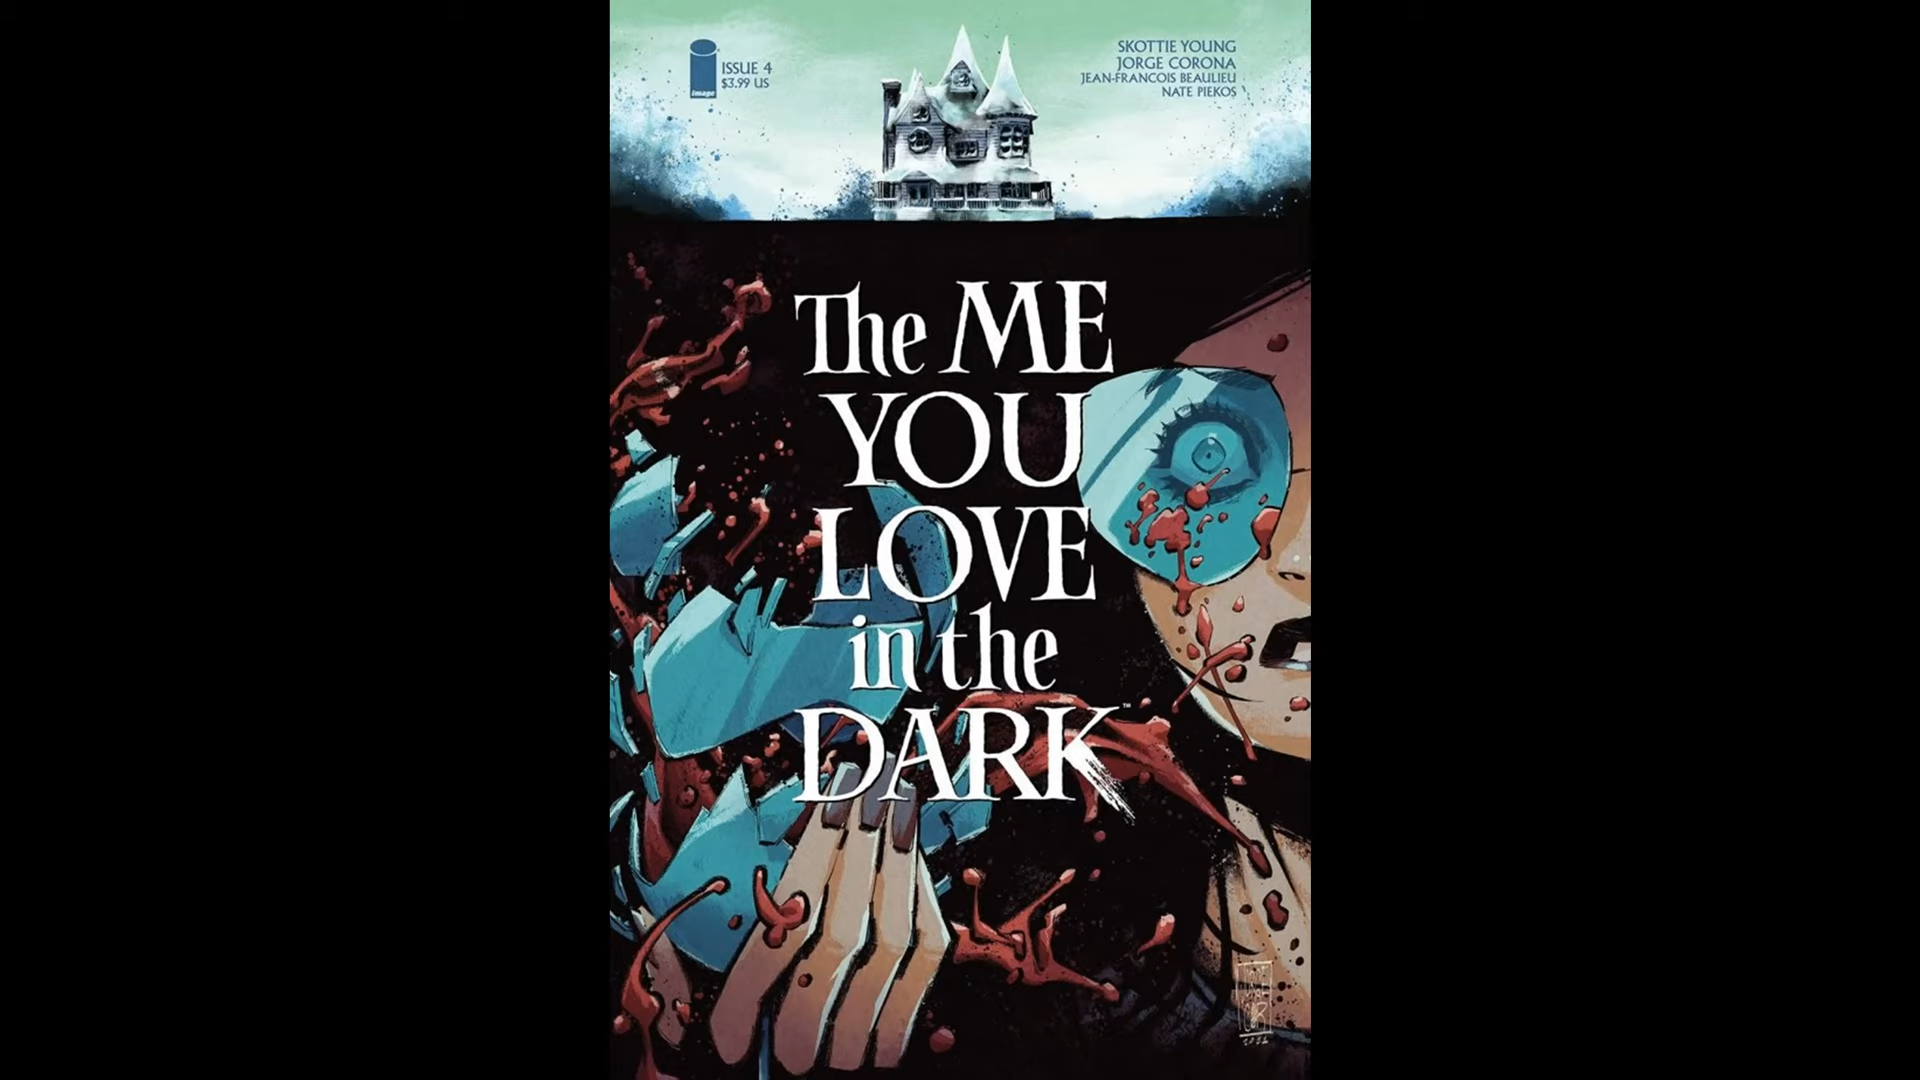 image
ISSUE 4
$3.99 US
SKOTTIE YOUNG
JORGE CORONA
JEAN-FRANCOIS BEAULIEU
NATE PIEKOS
The ME
YOU
LOVE
in the
DARK™